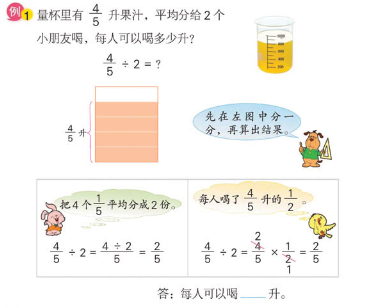 例1 量杯里有 4/5 升果汁，平均分给2个
小朋友喝，每人可以喝多少升？
4/5 ÷ 2 = ?
4/5 升
先在左图中分一
分，再算出结果。
把4个 1/5 平均分成2份。
4/5 ÷ 2 = 4÷2/5 = 2/5
每人喝了 4/5 升的 1/2 。
2
4/5 ÷ 2 = 4/5 × 1/2 = 2/5
1
答：每人可以喝____升。